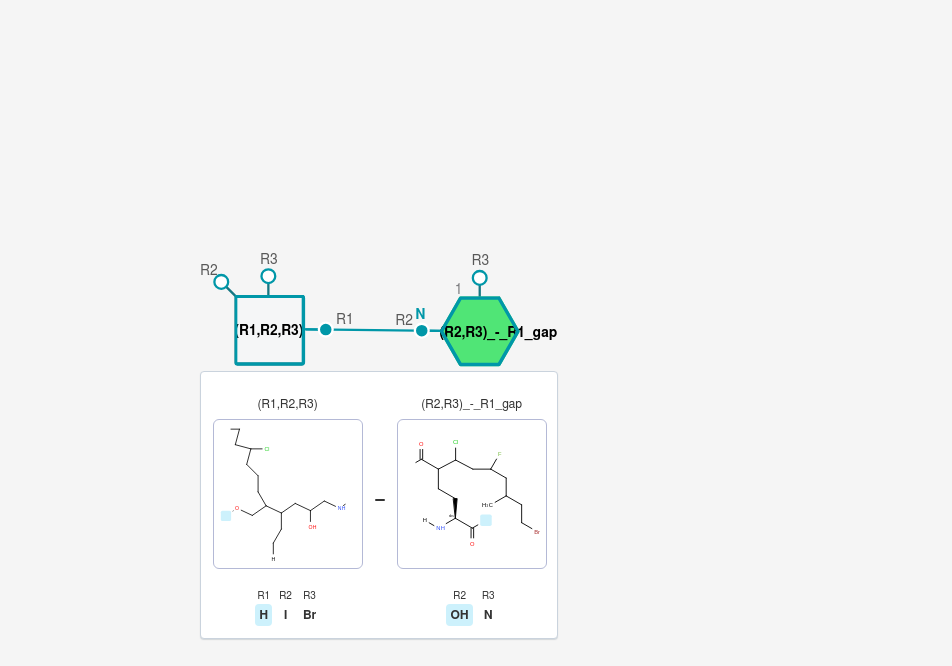 R3 R3
R2
1
N
R1 R2
(R1,R2,R3) (R2,R3)_-_R1_gap
(R1,R2,R3) (R2,R3)_-_R1_gap
Cl O
OH
H
O Cl F
H₃C
H NH
O
Br
R1 R2 R3 R2 R3
H I Br OH N